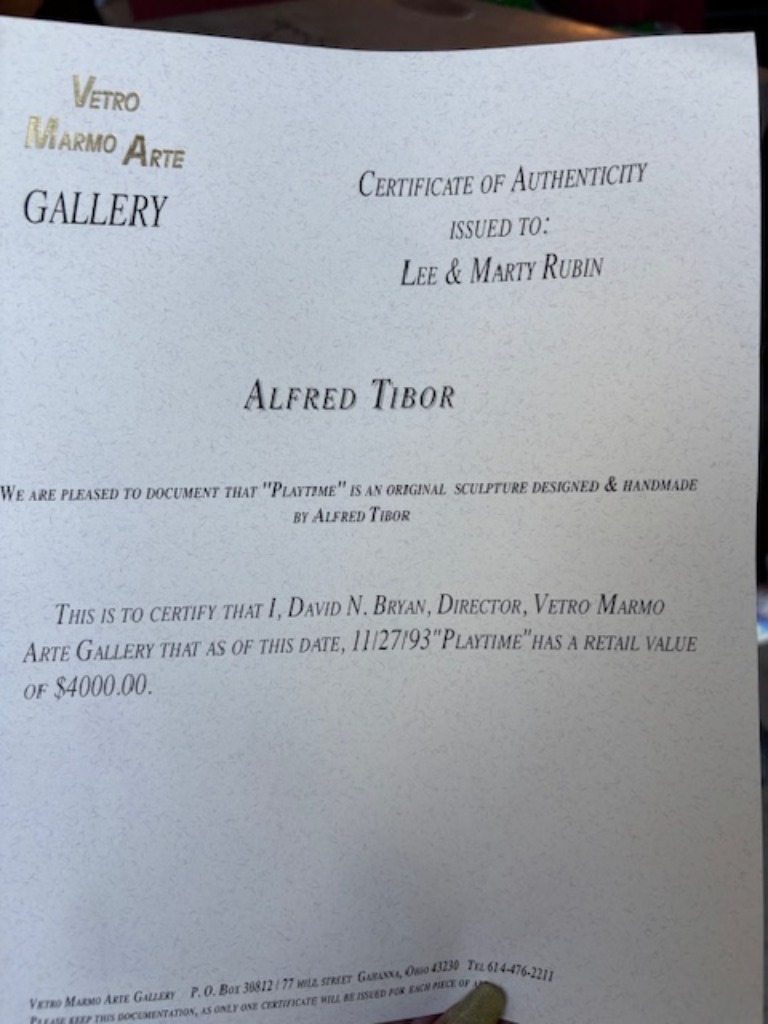 VETRO
MARMO ARTE
GALLERY
CERTIFICATE OF AUTHENTICITY
ISSUED TO:
LEE & MARTY RUBIN
ALFRED TIBOR
WE ARE PLEASED TO DOCUMENT THAT "PLAYTIME" IS AN ORIGINAL SCULPTURE DESIGNED & HANDMADE
BY ALFRED TIBOR
THIS IS TO CERTIFY THAT I, DAVID N. BRYAN, DIRECTOR, VETRO MARMO
ARTE GALLERY THAT AS OF THIS DATE, 11/27/93"PLAYTIME"HAS A RETAIL VALUE
OF $4000.00.
VETRO MARMO ARTE GALLERY P. O. BOX 30812 / 77 MILL STREET GAHANNA, OHIO 43230 TEL 614-476-2211
PLEASE KEEP THIS DOCUMENTATION, AS ONLY ONE CERTIFICATE WILL BE ISSUED FOR EACH PIECE OF